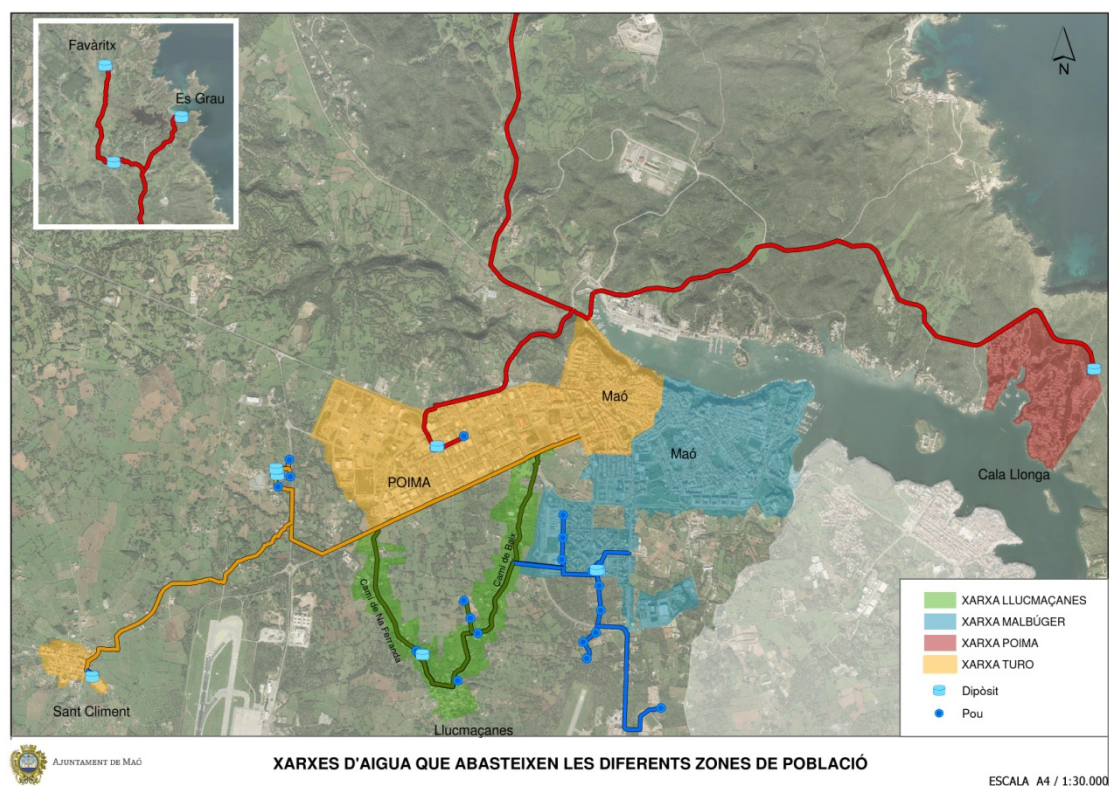 Favàritx
Es Grau
N
Maó
Maó
POIMA
Cala Llonga
Camí de Baix
Camí de Na Ferranda
Sant Climent
Llucmaçanes
XARXA LLUCMAÇANES
XARXA MALBÚGER
XARXA POIMA
XARXA TURO
Dipòsit
Pou
AJUNTAMENT DE MAÓ
XARXES D'AIGUA QUE ABASTEIXEN LES DIFERENTS ZONES DE POBLACIÓ
ESCALA A4 / 1:30.000